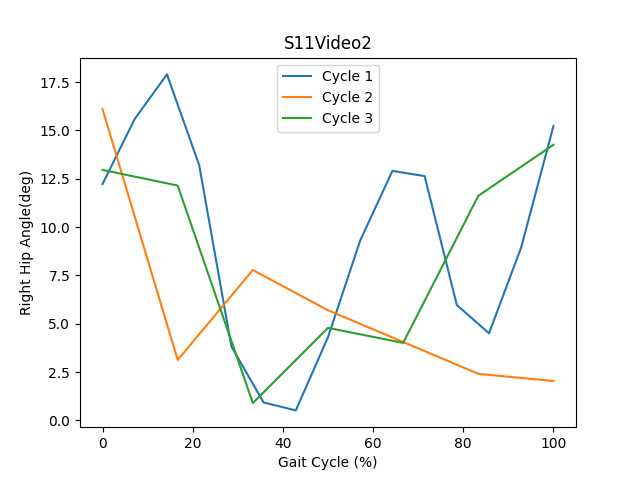 S11Video2
Cycle 1
Cycle 2
Cycle 3
17.5
15.0
12.5
10.0
7.5
5.0
2.5
0.0
Right Hip Angle(deg)
0 20 40 60 80 100
Gait Cycle (%)